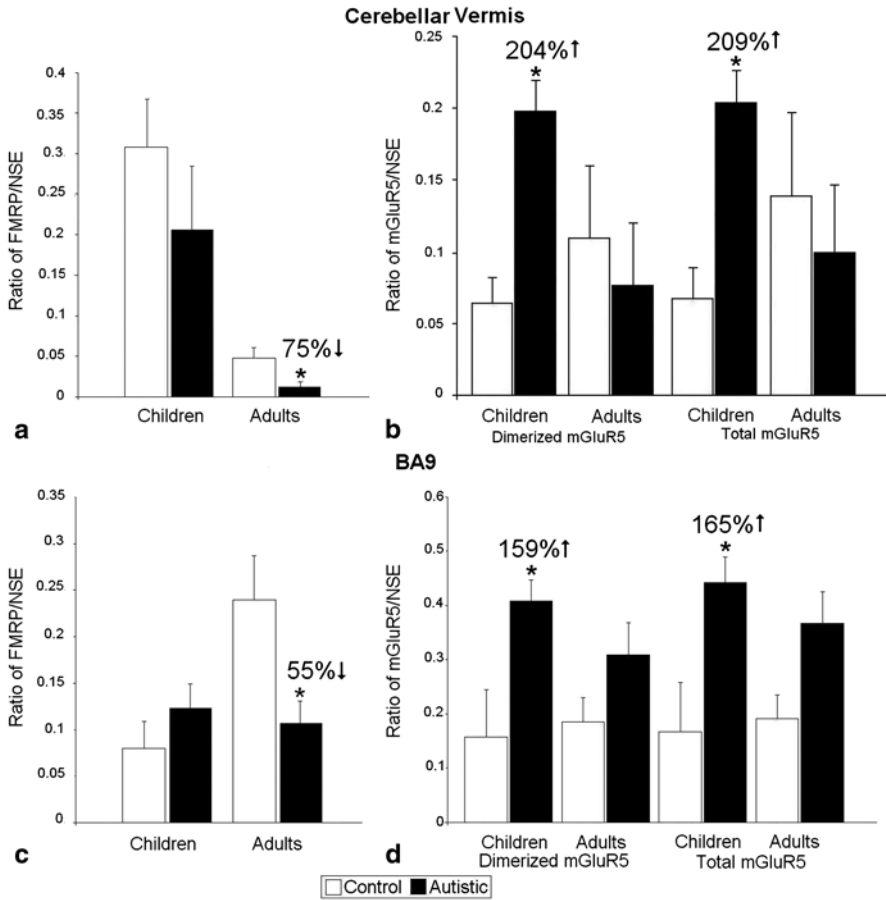 Cerebellar Vermis
Ratio of FMRP/NSE
0.4
0.35
0.3
0.25
0.2
0.15
0.1
0.05
0
75%↓
*
Children Adults
a
Ratio of mGluR5/NSE
0.25
0.2
0.15
0.1
0.05
0
204%↑
*
209%↑
*
Children Adults Children Adults
Dimerized mGluR5 Total mGluR5
b
BA9
Ratio of FMRP/NSE
0.35
0.3
0.25
0.2
0.15
0.1
0.05
0
55%↓
*
Children Adults
c
Ratio of mGluR5/NSE
0.6
0.5
0.4
0.3
0.2
0.1
0
159%↑
*
165%↑
*
Children Adults Children Adults
Dimerized mGluR5 Total mGluR5
d
Control Autistic